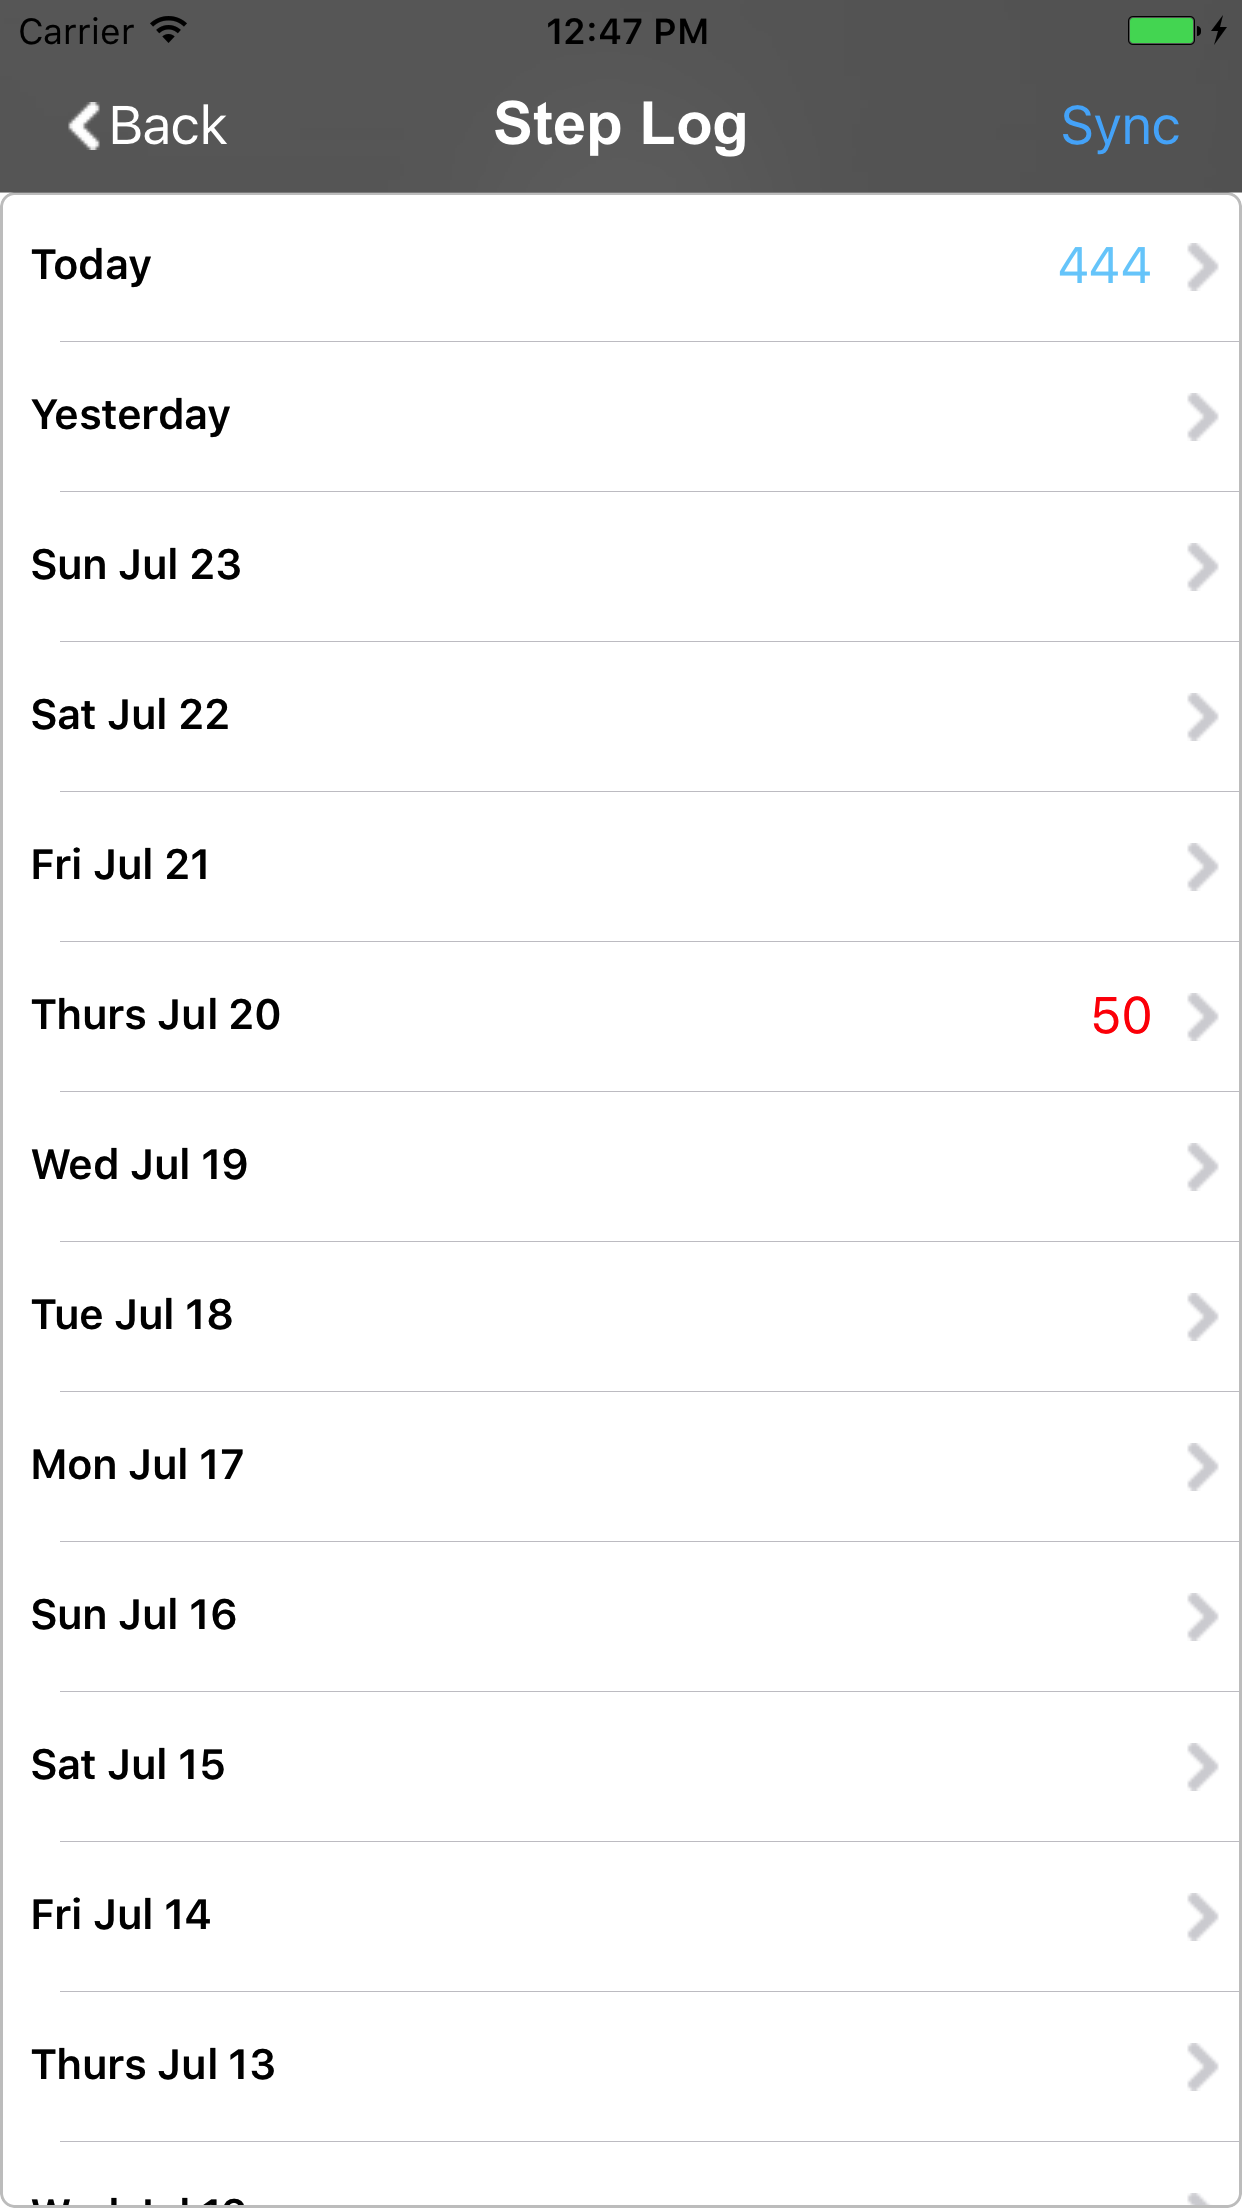 Carrier 12:47 PM
Back Step Log Sync
Today 444
Yesterday
Sun Jul 23
Sat Jul 22
Fri Jul 21
Thurs Jul 20 50
Wed Jul 19
Tue Jul 18
Mon Jul 17
Sun Jul 16
Sat Jul 15
Fri Jul 14
Thurs Jul 13